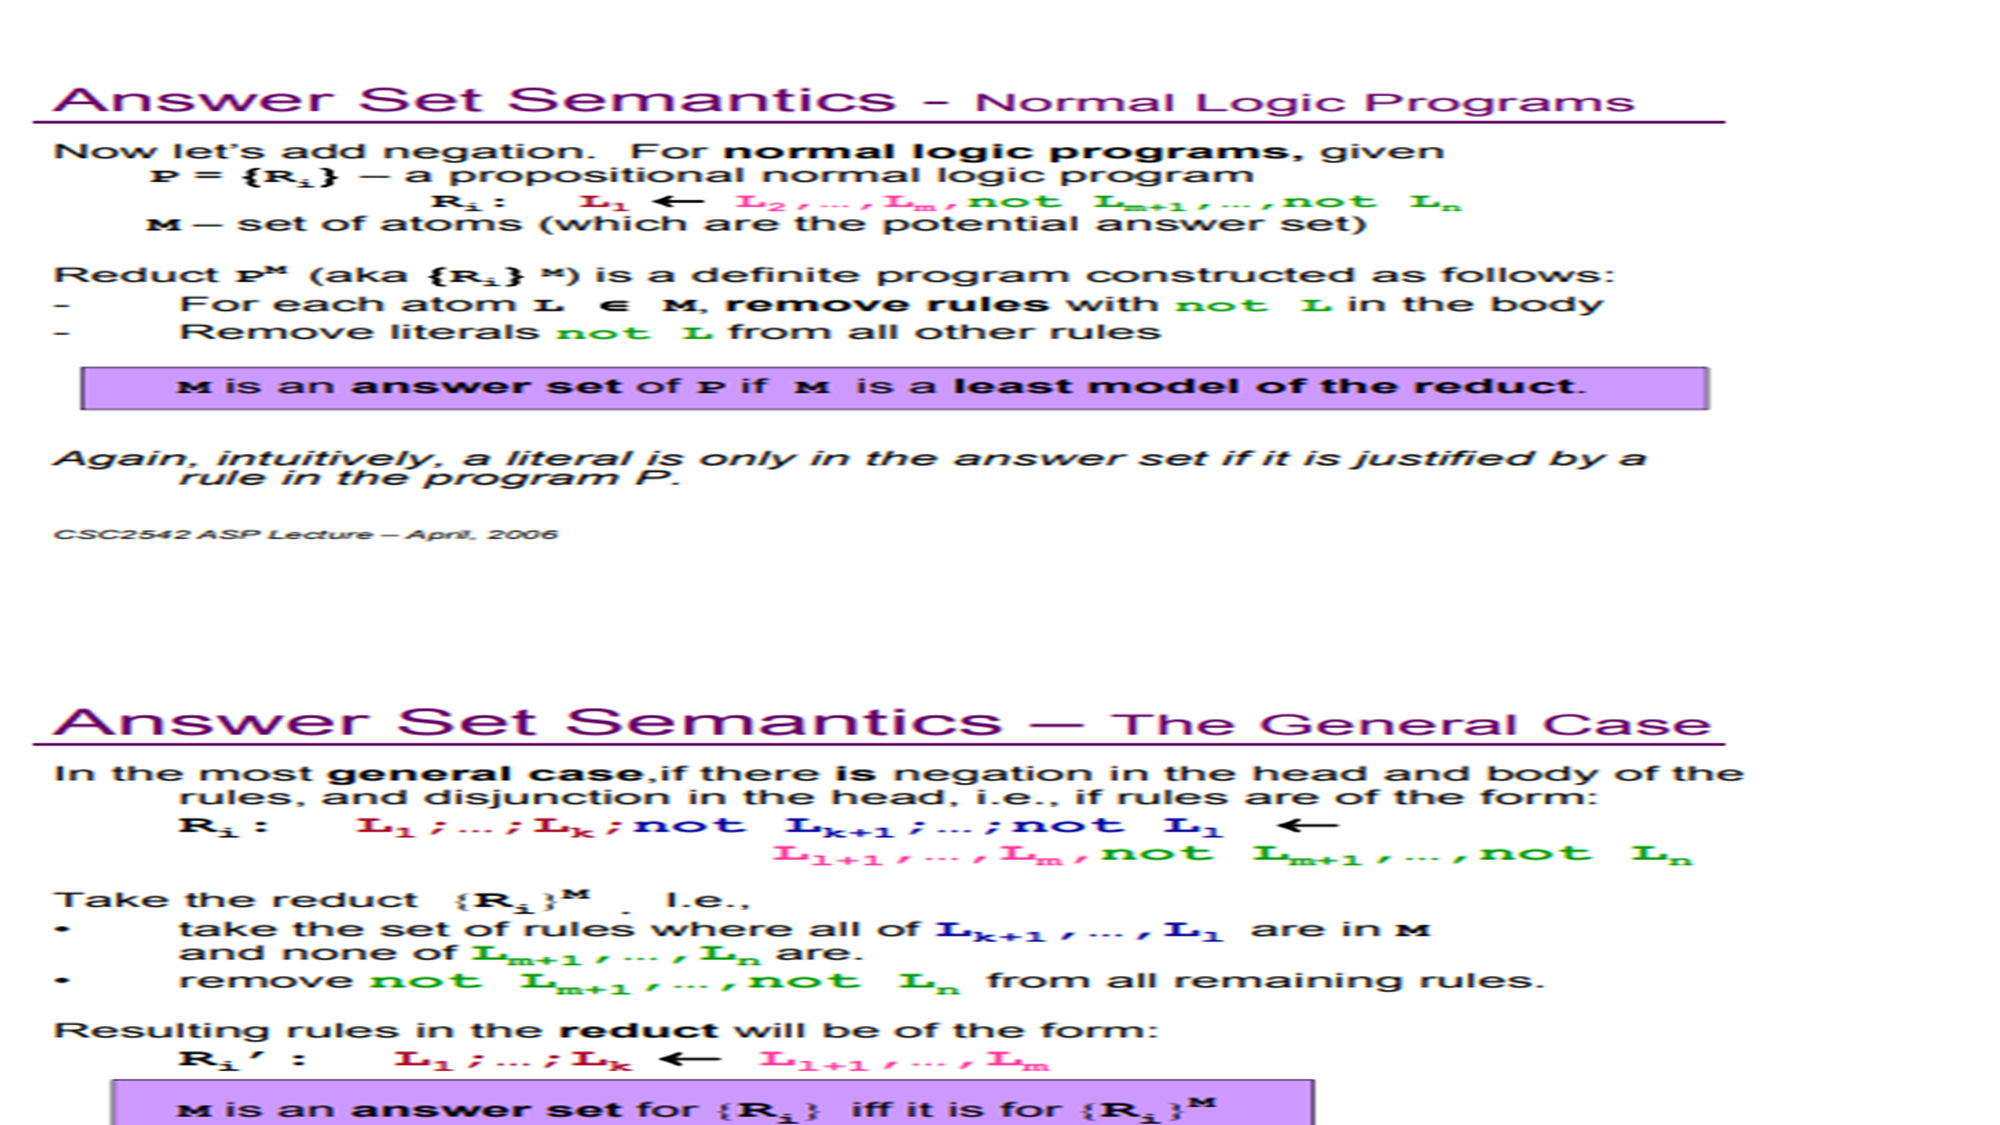 Answer Set Semantics - Normal Logic Programs
Now let's add negation. For normal logic programs, given
P = {Rᵢ} – a propositional normal logic program
Rᵢ: L₁ ← L₂,…,Lₘ,not Lₘ₊₁,…,not Lₙ
M – set of atoms (which are the potential answer set)
Reduct Pᴹ (aka {Rᵢ} ᴹ) is a definite program constructed as follows:
- For each atom L ∈ M, remove rules with not L in the body
- Remove literals not L from all other rules
M is an answer set of P if M is a least model of the reduct.
Again, intuitively, a literal is only in the answer set if it is justified by a
rule in the program P.
CSC2542 ASP Lecture – April, 2006
Answer Set Semantics – The General Case
In the most general case,if there is negation in the head and body of the
rules, and disjunction in the head, i.e., if rules are of the form:
Rᵢ: L₁;…;Lₖ;not Lₖ₊₁;…;not Lₗ ←
Lₗ₊₁,…,Lₘ,not Lₘ₊₁,…,not Lₙ
Take the reduct {Rᵢ}ᴹ . I.e.,
• take the set of rules where all of Lₖ₊₁,…,Lₗ are in M
and none of Lₘ₊₁,…,Lₙ are.
• remove not Lₘ₊₁,…,not Lₙ from all remaining rules.
Resulting rules in the reduct will be of the form:
Rᵢ′ : L₁;…;Lₖ ← Lₗ₊₁,…,Lₘ
M is an answer set for {Rᵢ} iff it is for {Rᵢ}ᴹ